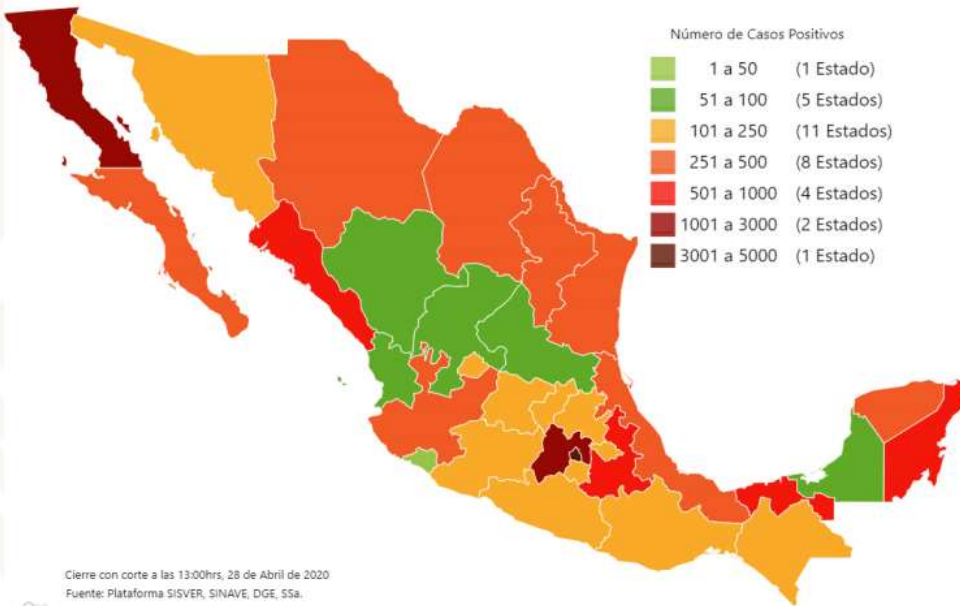 Número de Casos Positivos
1 a 50 (1 Estado)
51 a 100 (5 Estados)
101 a 250 (11 Estados)
251 a 500 (8 Estados)
501 a 1000 (4 Estados)
1001 a 3000 (2 Estados)
3001 a 5000 (1 Estado)
Cierre con corte a las 13:00hrs, 28 de Abril de 2020
Fuente: Plataforma SISVER, SINAVE, DGE, SSa.